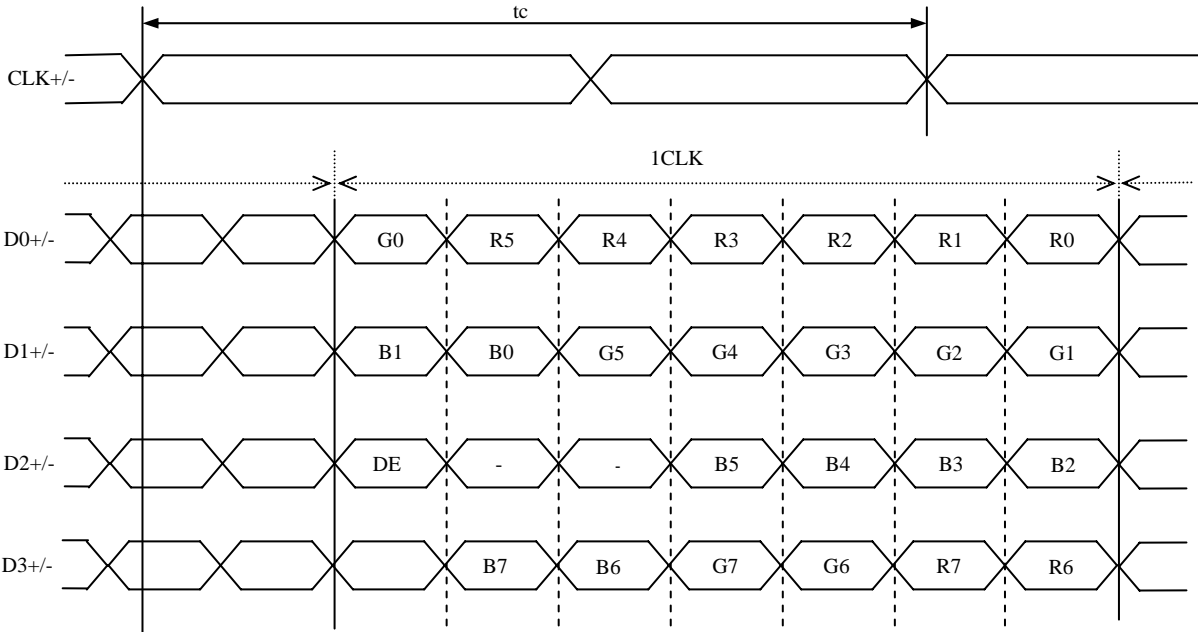 tc
CLK+/-
1CLK
D0+/- G0 R5 R4 R3 R2 R1 R0
D1+/- B1 B0 G5 G4 G3 G2 G1
D2+/- DE - - B5 B4 B3 B2
D3+/- B7 B6 G7 G6 R7 R6